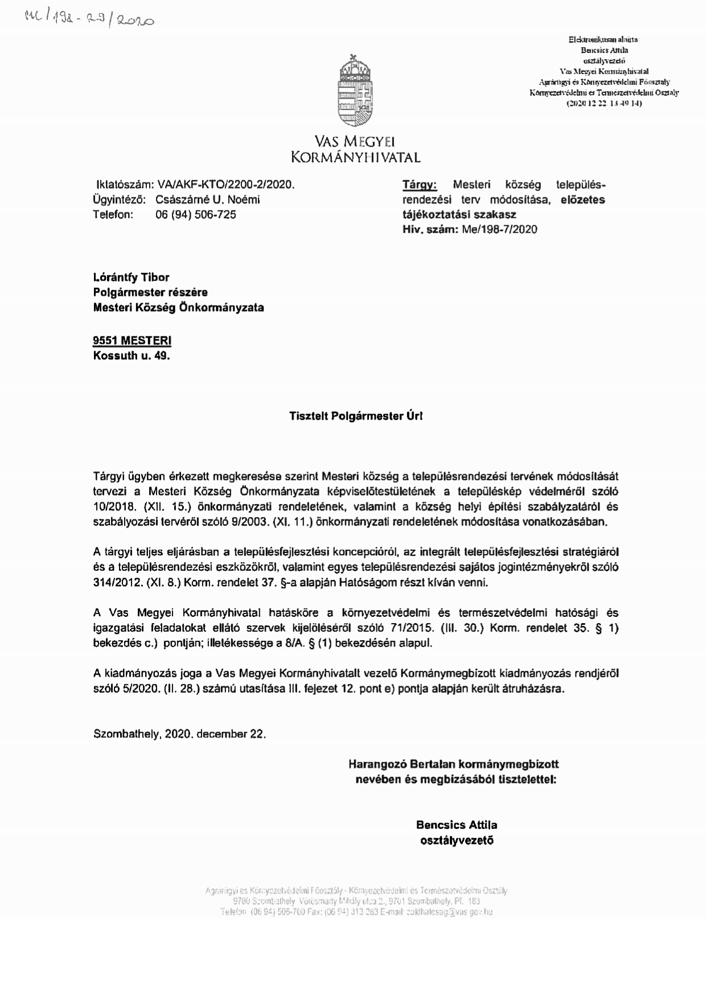 Me/198-29/2020
Elektronikusan aláírta
Bencsics Attila
osztályvezető
Vas Megyei Kormányhivatal
Agrárügyi és Környezetvédelmi Főosztály
Környezetvédelmi és Természetvédelmi Osztály
(2020 12 22 13 49 14)
VAS MEGYEI
KORMÁNYHIVATAL
Iktatószám: VA/AKF-KTO/2200-2/2020.
Ügyintéző: Császárné U. Noémi
Telefon: 06 (94) 506-725
Tárgy: Mesteri község település-
rendezési terv módosítása, előzetes
tájékoztatási szakasz
Hiv. szám: Me/198-7/2020
Lórántfy Tibor
Polgármester részére
Mesteri Község Önkormányzata
9551 MESTERI
Kossuth u. 49.
Tisztelt Polgármester Úr!
Tárgyi ügyben érkezett megkeresése szerint Mesteri község a településrendezési tervének módosítását
tervezi a Mesteri Község Önkormányzata képviselőtestületének a településkép védelméről szóló
10/2018. (XII. 15.) önkormányzati rendeletének, valamint a község helyi építési szabályzatáról és
szabályozási tervéről szóló 9/2003. (XI. 11.) önkormányzati rendeletének módosítása vonatkozásában.
A tárgyi teljes eljárásban a településfejlesztési koncepcióról, az integrált településfejlesztési stratégiáról
és a településrendezési eszközökről, valamint egyes településrendezési sajátos jogintézményekről szóló
314/2012. (XI. 8.) Korm. rendelet 37. §-a alapján Hatóságom részt kíván venni.
A Vas Megyei Kormányhivatal hatásköre a környezetvédelmi és természetvédelmi hatósági és
igazgatási feladatokat ellátó szervek kijelöléséről szóló 71/2015. (III. 30.) Korm. rendelet 35. § 1)
bekezdés c.) pontján; illetékessége a 8/A. § (1) bekezdésén alapul.
A kiadmányozás joga a Vas Megyei Kormányhivatalt vezető Kormánymegbízott kiadmányozás rendjéről
szóló 5/2020. (II. 28.) számú utasítása III. fejezet 12. pont e) pontja alapján került átruházásra.
Szombathely, 2020. december 22.
Harangozó Bertalan kormánymegbízott
nevében és megbízásából tisztelettel:
Bencsics Attila
osztályvezető
Agrárügyi és Környezetvédelmi Főosztály - Környezetvédelmi és Természetvédelmi Osztály
9700 Szombathely Vörösmarty Mihály utca 2., 9701 Szombathely, Pf. 183
Telefon (06 94) 506-700 Fax: (06 94) 313 283 E-mail: zoldhatosag@vas.gov.hu